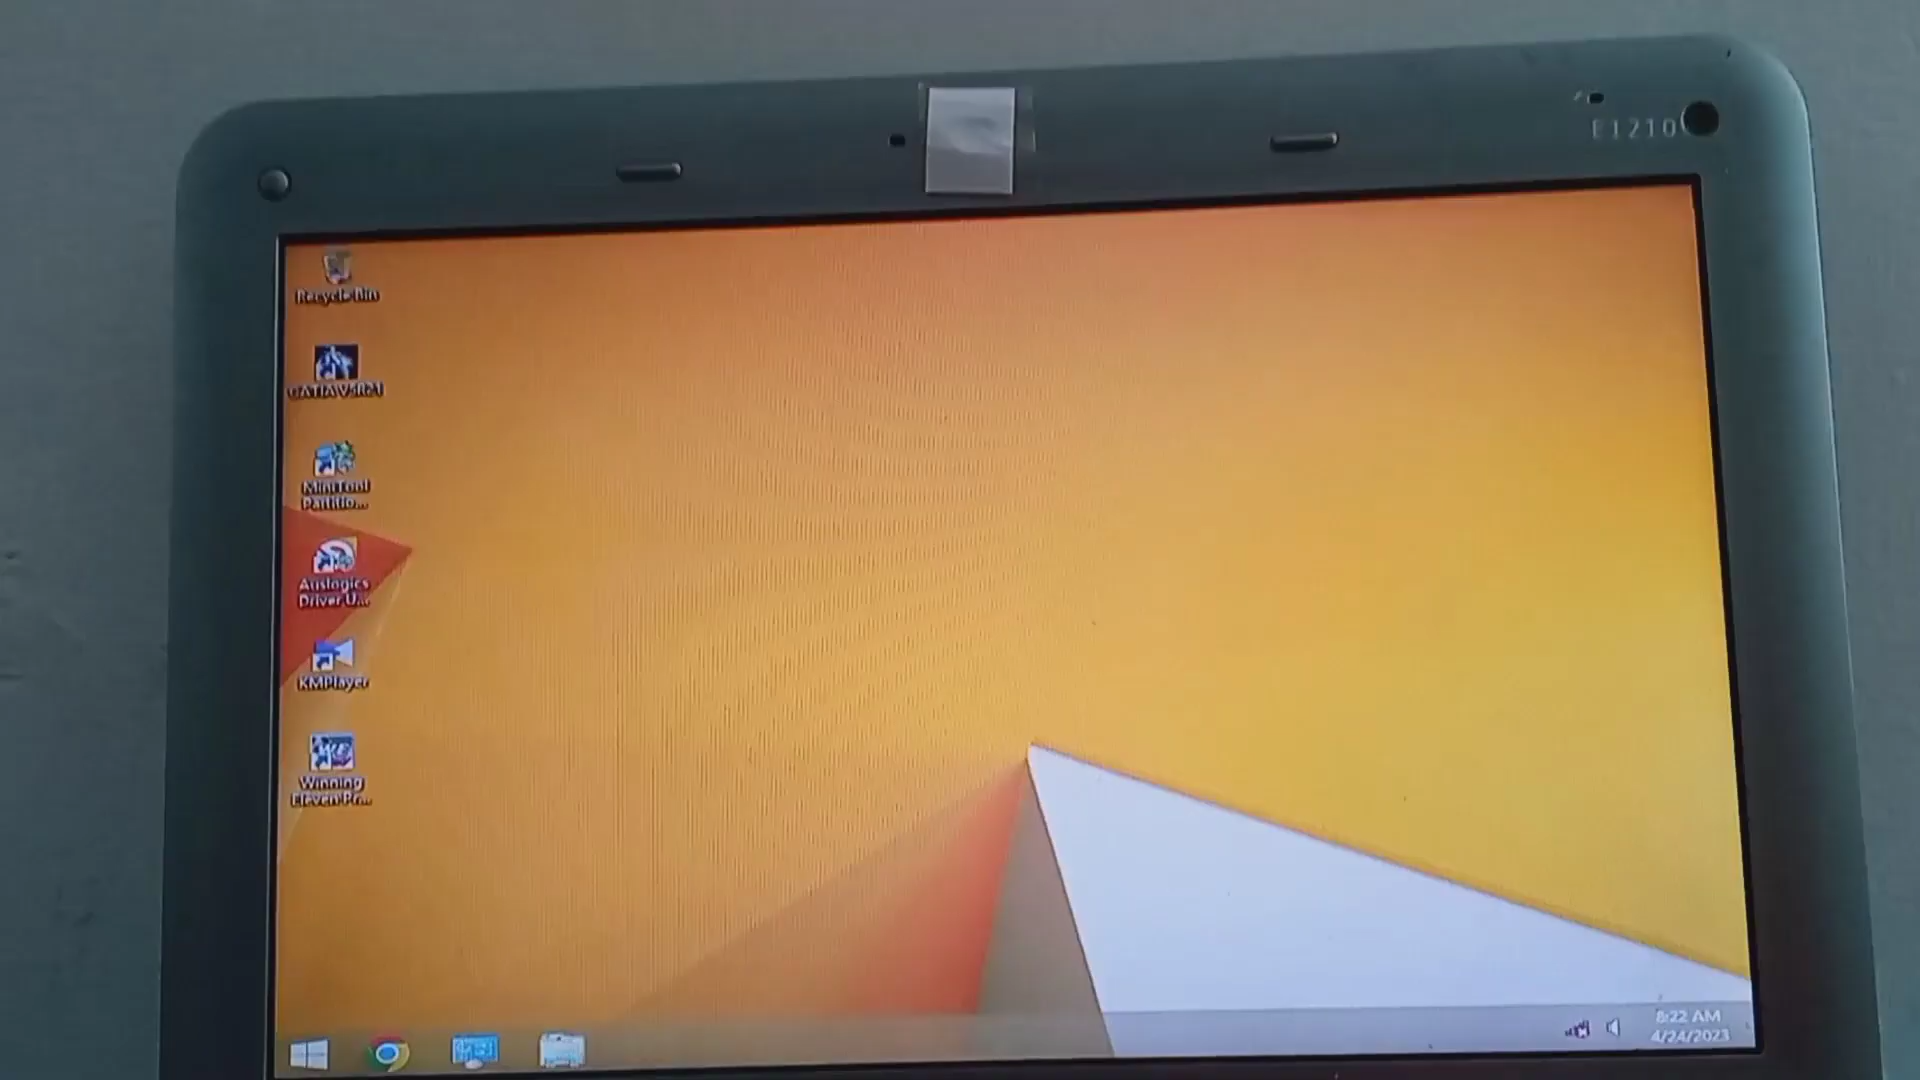 E1210
Recycle Bin
CATIA V5R21
MiniTool
Partitio...
Auslogics
Driver U...
KMPlayer
Winning
Eleven Pr...
8:22 AM
4/24/2023